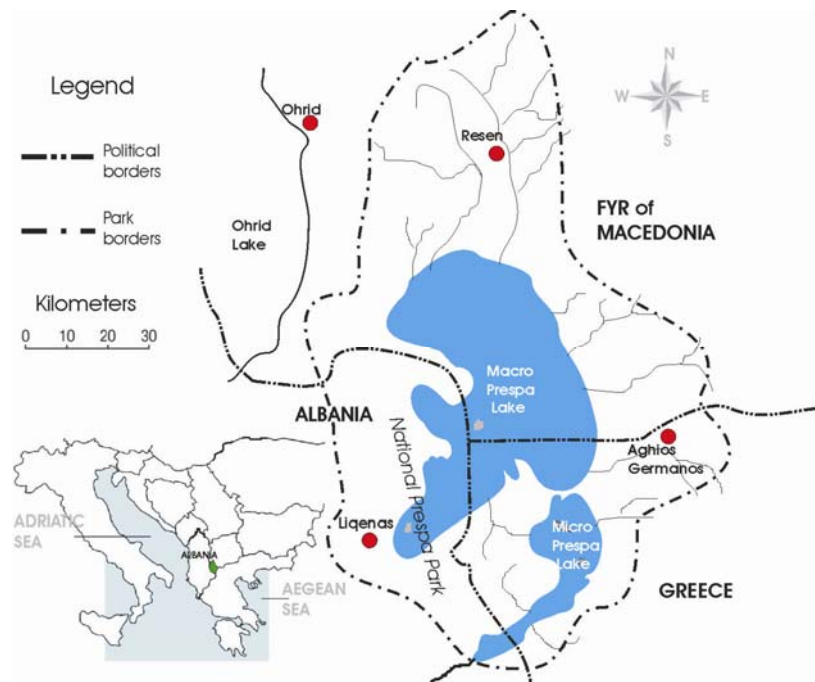 Legend
Political
borders
Park
borders
Kilometers
0 10 20 30
N
W E
S
Ohrid
Resen
Ohrid
Lake
FYR of
MACEDONIA
Macro
Prespa
Lake
ALBANIA
National Prespa Park
Aghios
Germanos
Liqenas
Micro
Prespa
Lake
GREECE
ADRIATIC
SEA
ALBANIA
AEGEAN
SEA